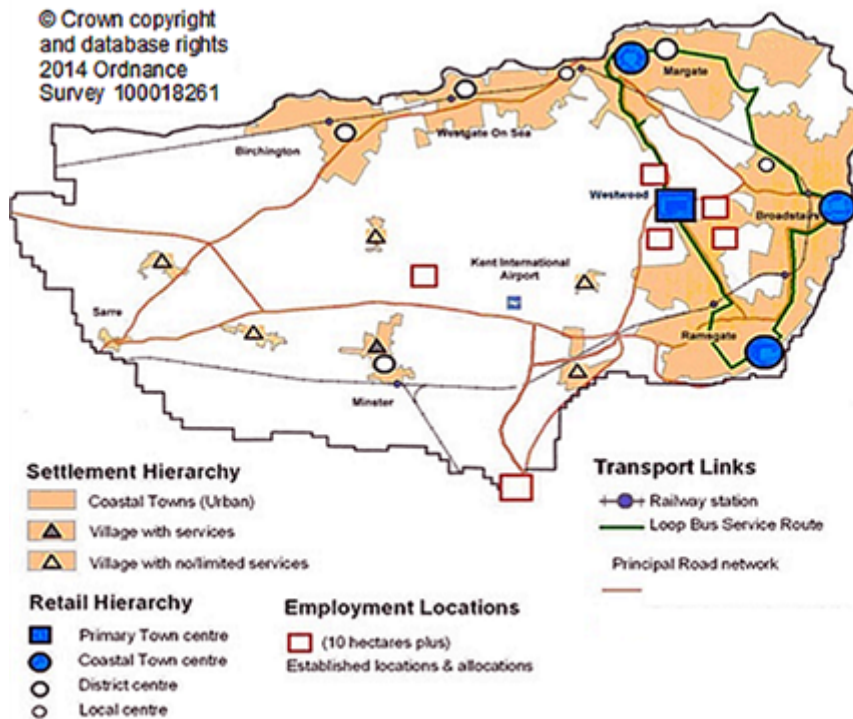 © Crown copyright
and database rights
2014 Ordnance
Survey 100018261
Margate
Westgate On Sea
Birchington
Westwood
Broadstairs
Kent International
Airport
Sarre
Ramsgate
Minster
Settlement Hierarchy
Coastal Towns (Urban)
Village with services
Village with no/limited services
Retail Hierarchy
Primary Town centre
Coastal Town centre
District centre
Local centre
Employment Locations
(10 hectares plus)
Established locations & allocations
Transport Links
Railway station
Loop Bus Service Route
Principal Road network